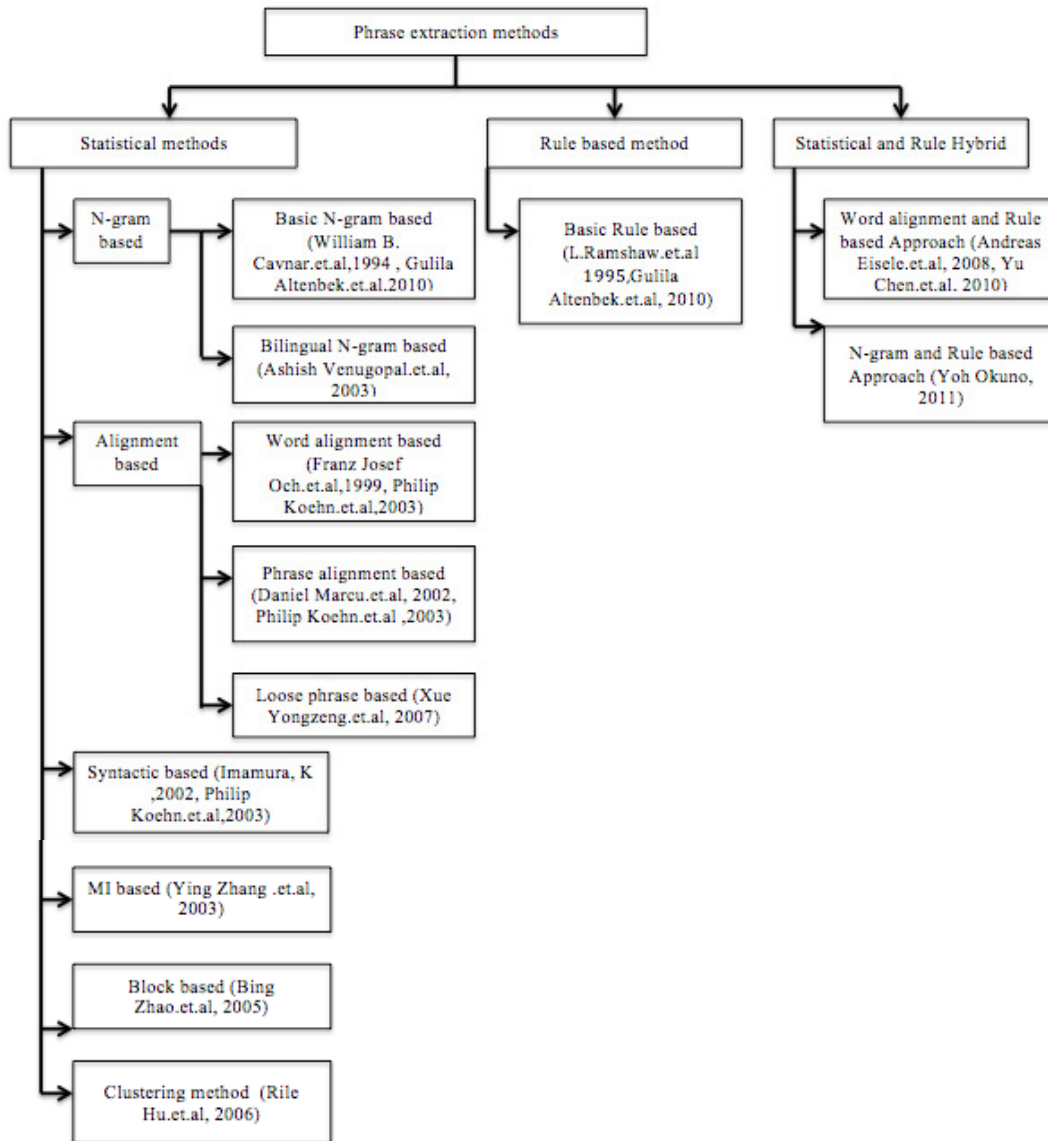 Phrase extraction methods
Statistical methods
Rule based method
Statistical and Rule Hybrid
N-gram
based
Basic N-gram based
(William B.
Cavnar.et.al,1994 , Gulila
Altenbek.et.al.2010)
Bilingual N-gram based
(Ashish Venugopal.et.al,
2003)
Alignment
based
Word alignment based
(Franz Josef
Och.et.al,1999, Philip
Koehn.et.al,2003)
Phrase alignment based
(Daniel Marcu.et.al, 2002,
Philip Koehn.et.al ,2003)
Loose phrase based (Xue
Yongzeng.et.al, 2007)
Syntactic based (Imamura, K
,2002, Philip
Koehn.et.al,2003)
MI based (Ying Zhang .et.al,
2003)
Block based (Bing
Zhao.et.al, 2005)
Clustering method (Rile
Hu.et.al, 2006)
Basic Rule based
(L.Ramshaw.et.al
1995,Gulila
Altenbek.et.al, 2010)
Word alignment and Rule
based Approach (Andreas
Eisele.et.al, 2008, Yu
Chen.et.al. 2010)
N-gram and Rule based
Approach (Yoh Okuno,
2011)